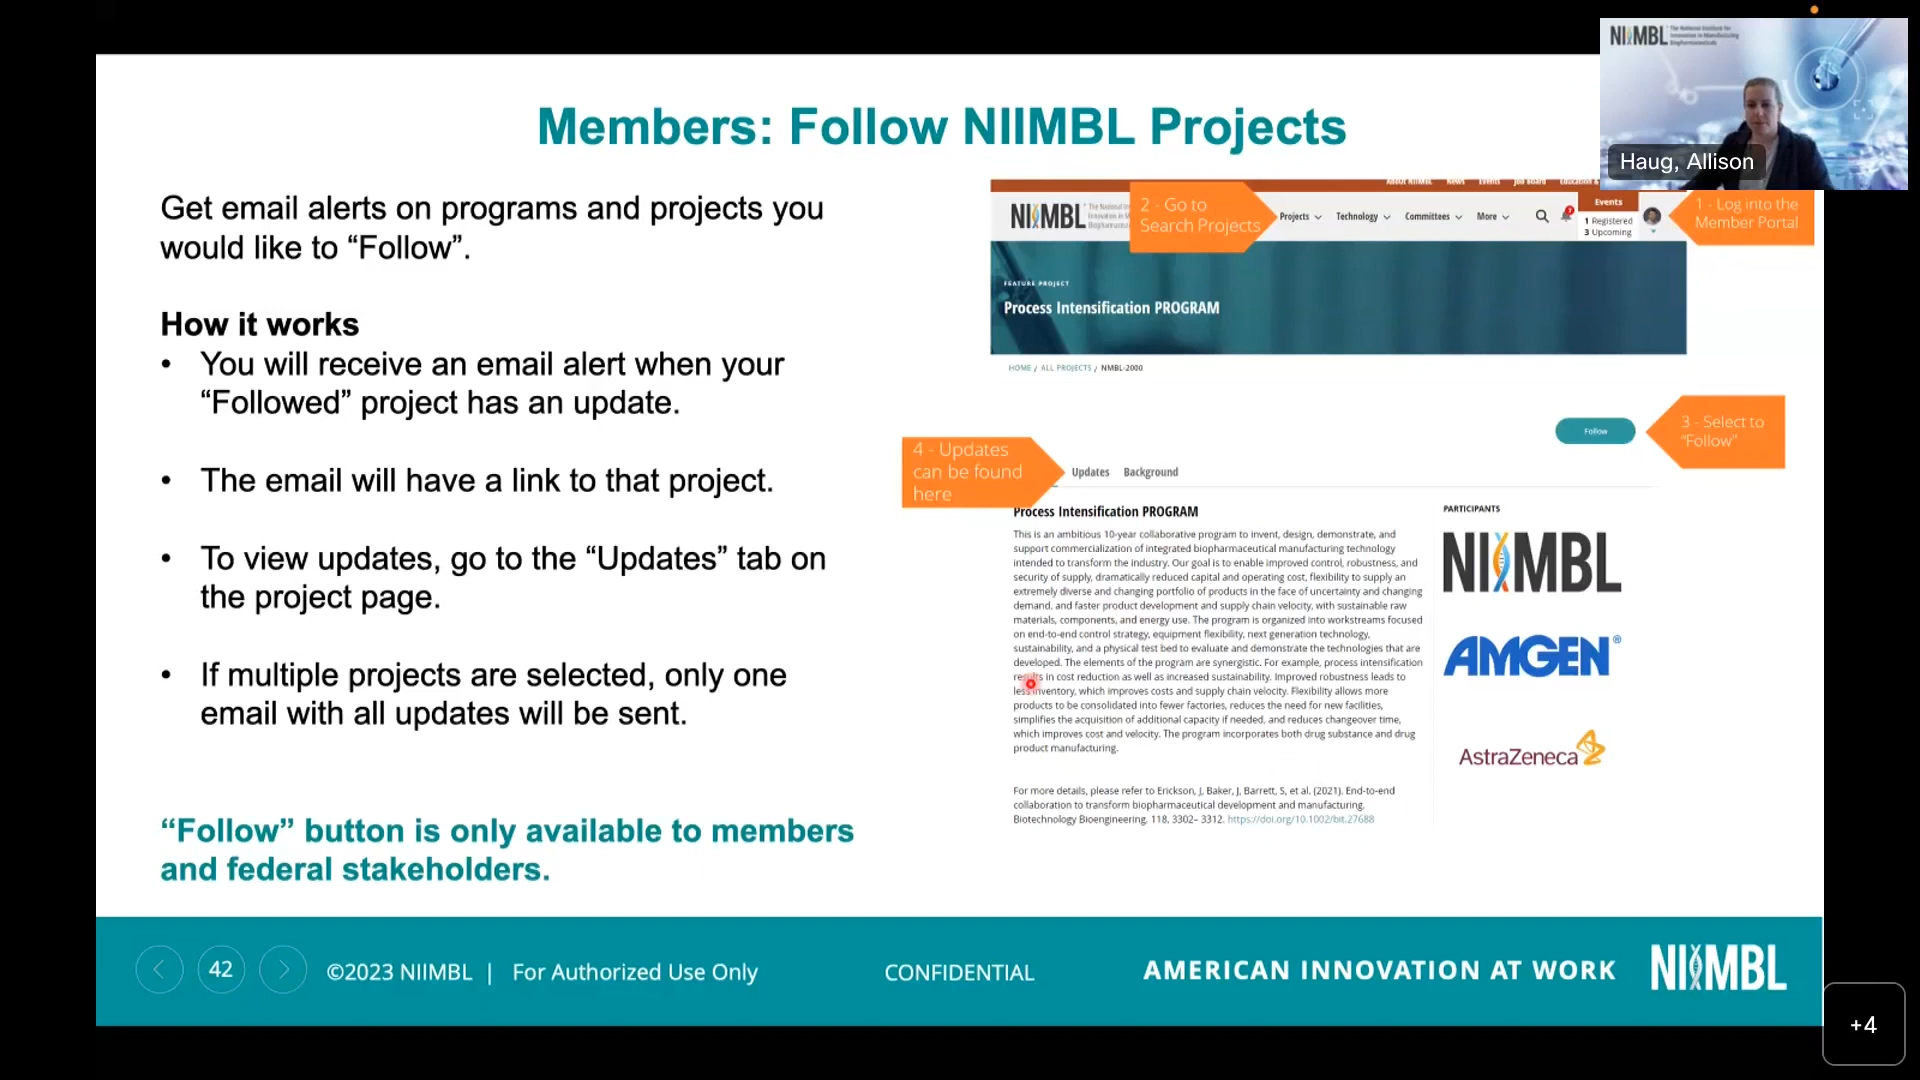 Members: Follow NIIMBL Projects
Get email alerts on programs and projects you
would like to “Follow”.
How it works
• You will receive an email alert when your
“Followed” project has an update.
• The email will have a link to that project.
• To view updates, go to the “Updates” tab on
the project page.
• If multiple projects are selected, only one
email with all updates will be sent.
“Follow” button is only available to members
and federal stakeholders.
About NIIMBL News Events Job Board Education &
NIIMBL
2 - Go to
Search Projects
Projects Technology Committees More
Events
1 Registered
3 Upcoming
1 - Log into the
Member Portal
FEATURE PROJECT
Process Intensification PROGRAM
HOME / ALL PROJECTS / NMBL-2000
Follow
3 - Select to
“Follow”
4 - Updates
can be found
here
Updates Background
Process Intensification PROGRAM
This is an ambitious 10-year collaborative program to invent, design, demonstrate, and
support commercialization of integrated biopharmaceutical manufacturing technology
intended to transform the industry. Our goal is to enable improved control, robustness, and
security of supply, dramatically reduced capital and operating cost, flexibility to supply an
extremely diverse and changing portfolio of products in the face of uncertainty and changing
demand, and faster product development and supply chain velocity, with sustainable raw
materials, components, and energy use. The program is organized into workstreams focused
on end-to-end control strategy, equipment flexibility, next generation technology,
sustainability, and a physical test bed to evaluate and demonstrate the technologies that are
developed. The elements of the program are synergistic. For example, process intensification
results in cost reduction as well as increased sustainability. Improved robustness leads to
less inventory, which improves costs and supply chain velocity. Flexibility allows more
products to be consolidated into fewer factories, reduces the need for new facilities,
simplifies the acquisition of additional capacity if needed, and reduces changeover time,
which improves cost and velocity. The program incorporates both drug substance and drug
product manufacturing.
For more details, please refer to Erickson, J, Baker, J, Barrett, S, et al. (2021). End-to-end
collaboration to transform biopharmaceutical development and manufacturing.
Biotechnology Bioengineering. 118, 3302– 3312. https://doi.org/10.1002/bit.27688
PARTICIPANTS
NIIMBL
AMGEN®
AstraZeneca
NIIMBL
The National Institute for
Innovation in Manufacturing
Biopharmaceuticals
Haug, Allison
42
©2023 NIIMBL | For Authorized Use Only
CONFIDENTIAL
AMERICAN INNOVATION AT WORK
NIIMBL
+4